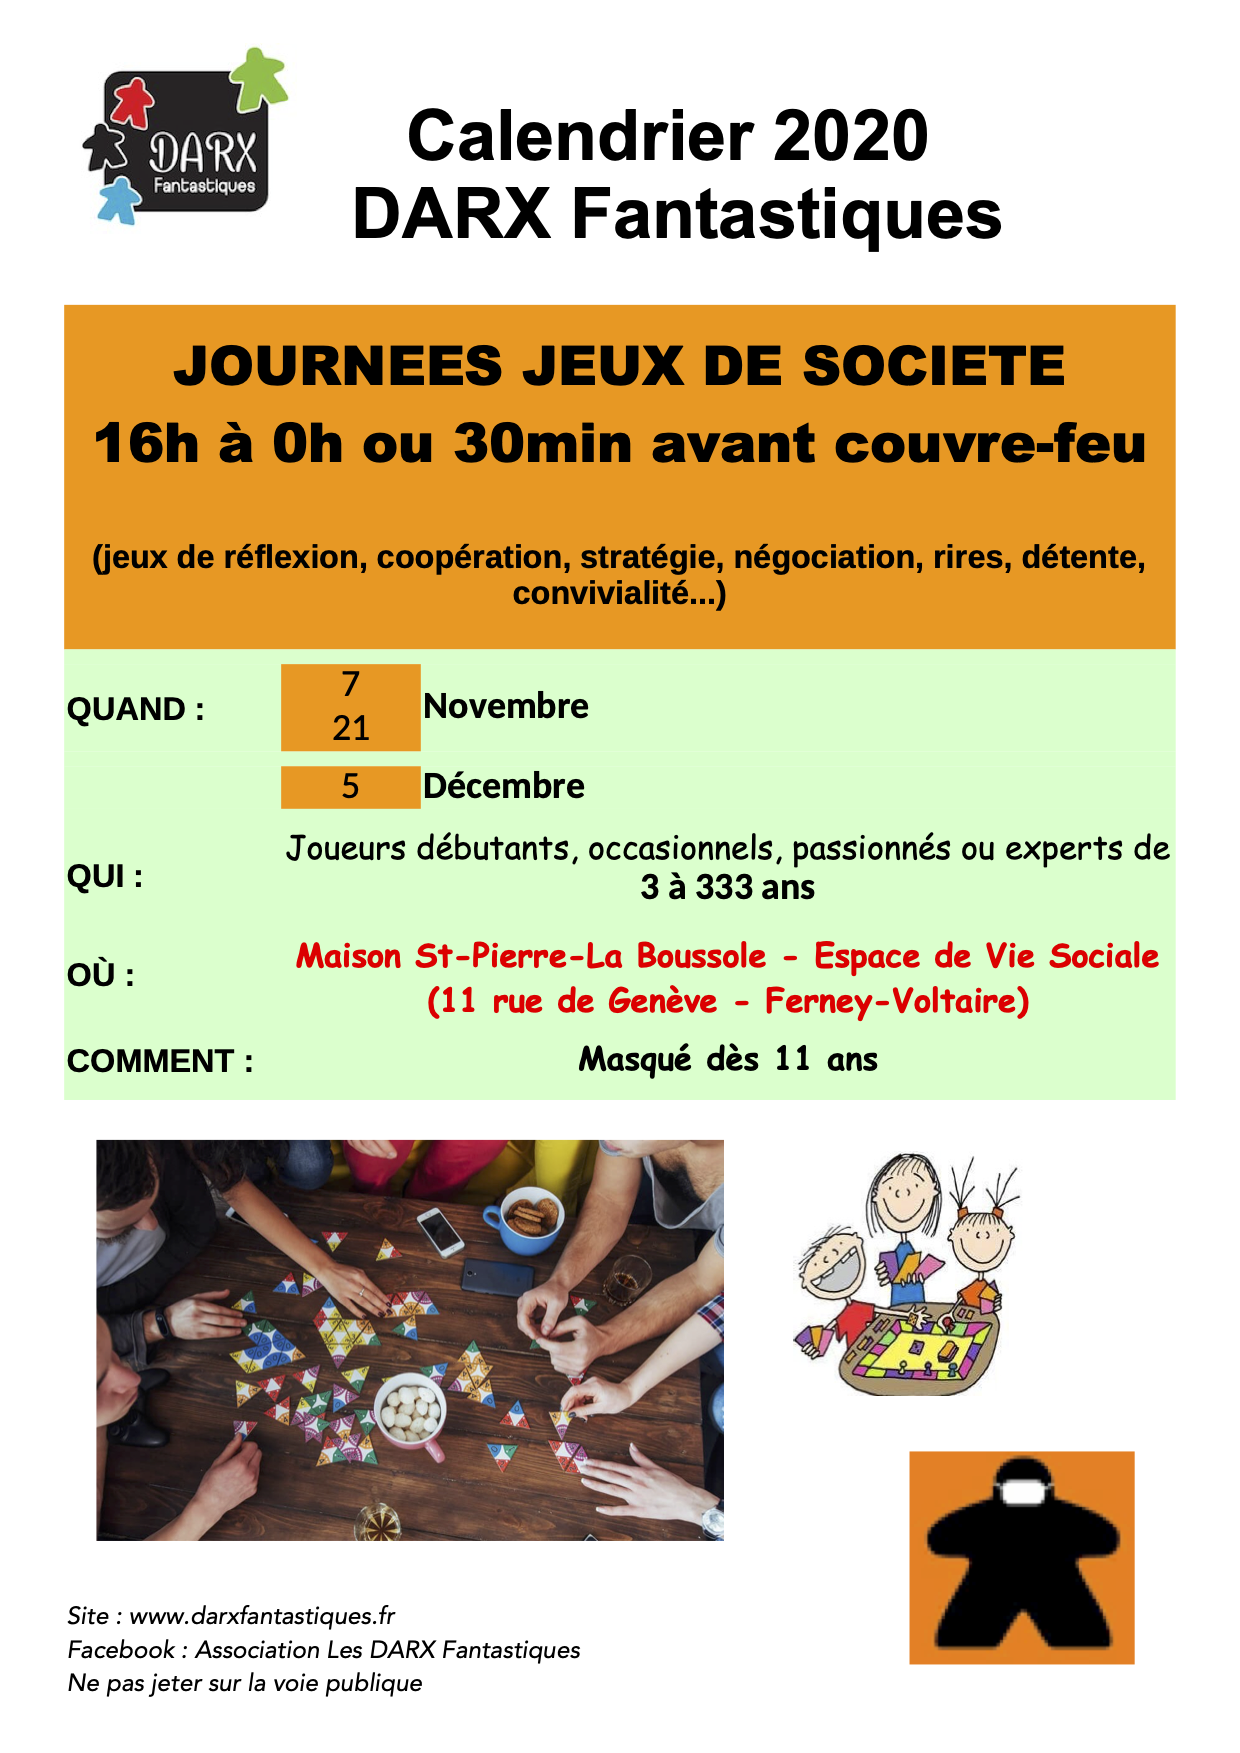 DARX
Fantastiques
Calendrier 2020
DARX Fantastiques
JOURNEES JEUX DE SOCIETE
16h à 0h ou 30min avant couvre-feu
(jeux de réflexion, coopération, stratégie, négociation, rires, détente,
convivialité...)
QUAND :
7
21
Novembre
5
Décembre
QUI :
Joueurs débutants, occasionnels, passionnés ou experts de
3 à 333 ans
OÙ :
Maison St-Pierre-La Boussole - Espace de Vie Sociale
(11 rue de Genève - Ferney-Voltaire)
COMMENT :
Masqué dès 11 ans
Site : www.darxfantastiques.fr
Facebook : Association Les DARX Fantastiques
Ne pas jeter sur la voie publique